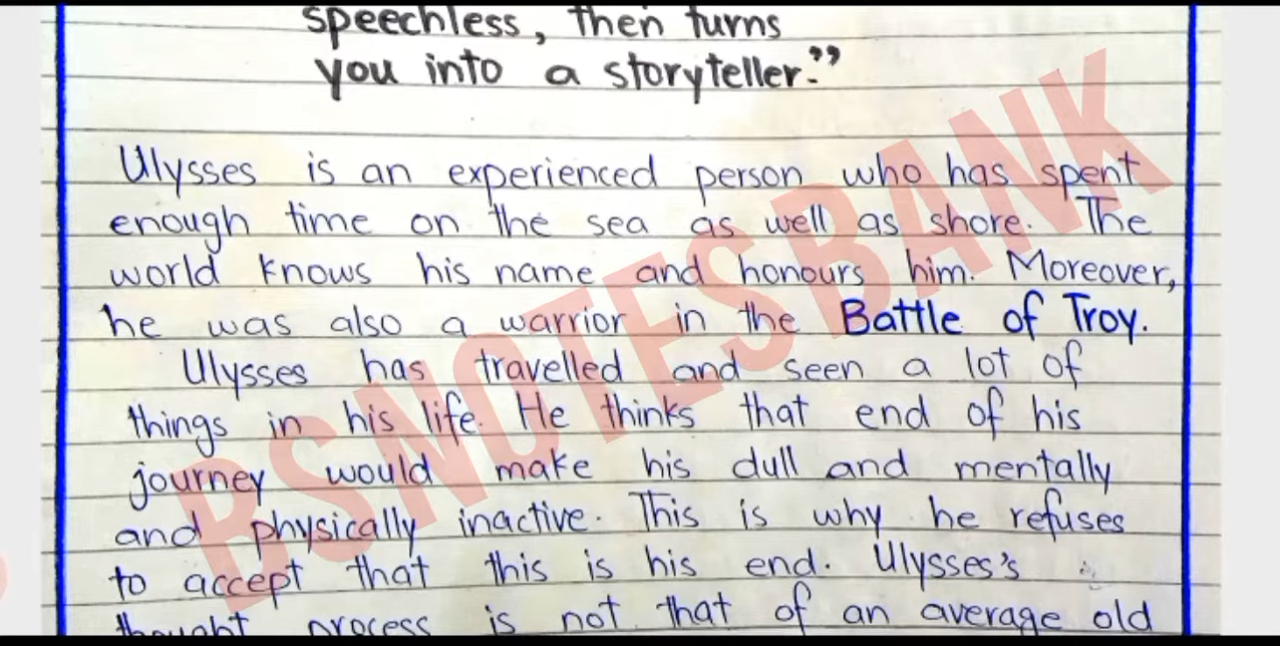 speechless, then turns
you into a storyteller."
Ulysses is an experienced person who has spent
enough time on the sea as well as shore. The
world knows his name and honours him. Moreover,
he was also a warrior in the Battle of Troy.
Ulysses has travelled and seen a lot of
things in his life. He thinks that end of his
journey would make his dull and mentally
and physically inactive. This is why he refuses
to accept that this is his end. Ulysses's
thought process is not that of an average old
BSNOTES BANK